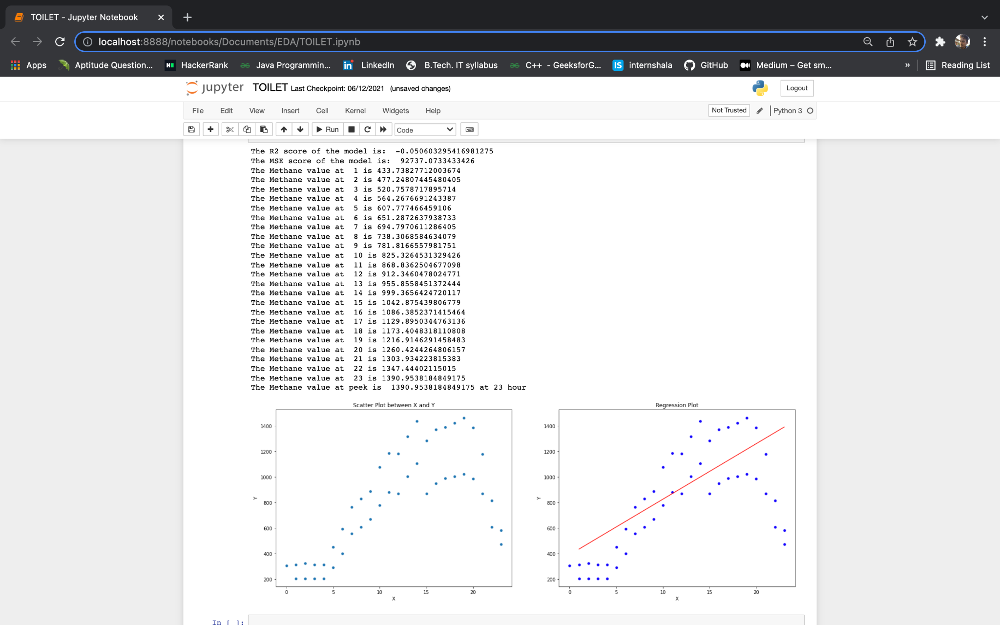 TOILET - Jupyter Notebook
localhost:8888/notebooks/Documents/EDA/TOILET.ipynb
Apps Aptitude Question... HackerRank Java Programmin... LinkedIn B.Tech. IT syllabus C++ - GeeksforG... internshala GitHub Medium – Get sm... » Reading List
jupyter TOILET Last Checkpoint: 06/12/2021 (unsaved changes) Logout
File Edit View Insert Cell Kernel Widgets Help Not Trusted Python 3
Run Code
The R2 score of the model is: -0.050603295416981275
The MSE score of the model is: 92737.0733433426
The Methane value at 1 is 433.73827712003674
The Methane value at 2 is 477.24807445480405
The Methane value at 3 is 520.7578717895714
The Methane value at 4 is 564.2676691243387
The Methane value at 5 is 607.777466459106
The Methane value at 6 is 651.2872637938733
The Methane value at 7 is 694.7970611286405
The Methane value at 8 is 738.3068584634079
The Methane value at 9 is 781.8166557981751
The Methane value at 10 is 825.3264531329426
The Methane value at 11 is 868.8362504677098
The Methane value at 12 is 912.3460478024771
The Methane value at 13 is 955.8558451372444
The Methane value at 14 is 999.3656424720117
The Methane value at 15 is 1042.875439806779
The Methane value at 16 is 1086.3852371415464
The Methane value at 17 is 1129.8950344763136
The Methane value at 18 is 1173.4048318110808
The Methane value at 19 is 1216.9146291458483
The Methane value at 20 is 1260.4244264806157
The Methane value at 21 is 1303.934223815383
The Methane value at 22 is 1347.44402115015
The Methane value at 23 is 1390.9538184849175
The Methane value at peek is 1390.9538184849175 at 23 hour
Scatter Plot between X and Y
1400
1200
1000
800
600
400
200
Y
0 5 10 15 20
X
Regression Plot
1400
1200
1000
800
600
400
200
Y
0 5 10 15 20
X
In [ ]: